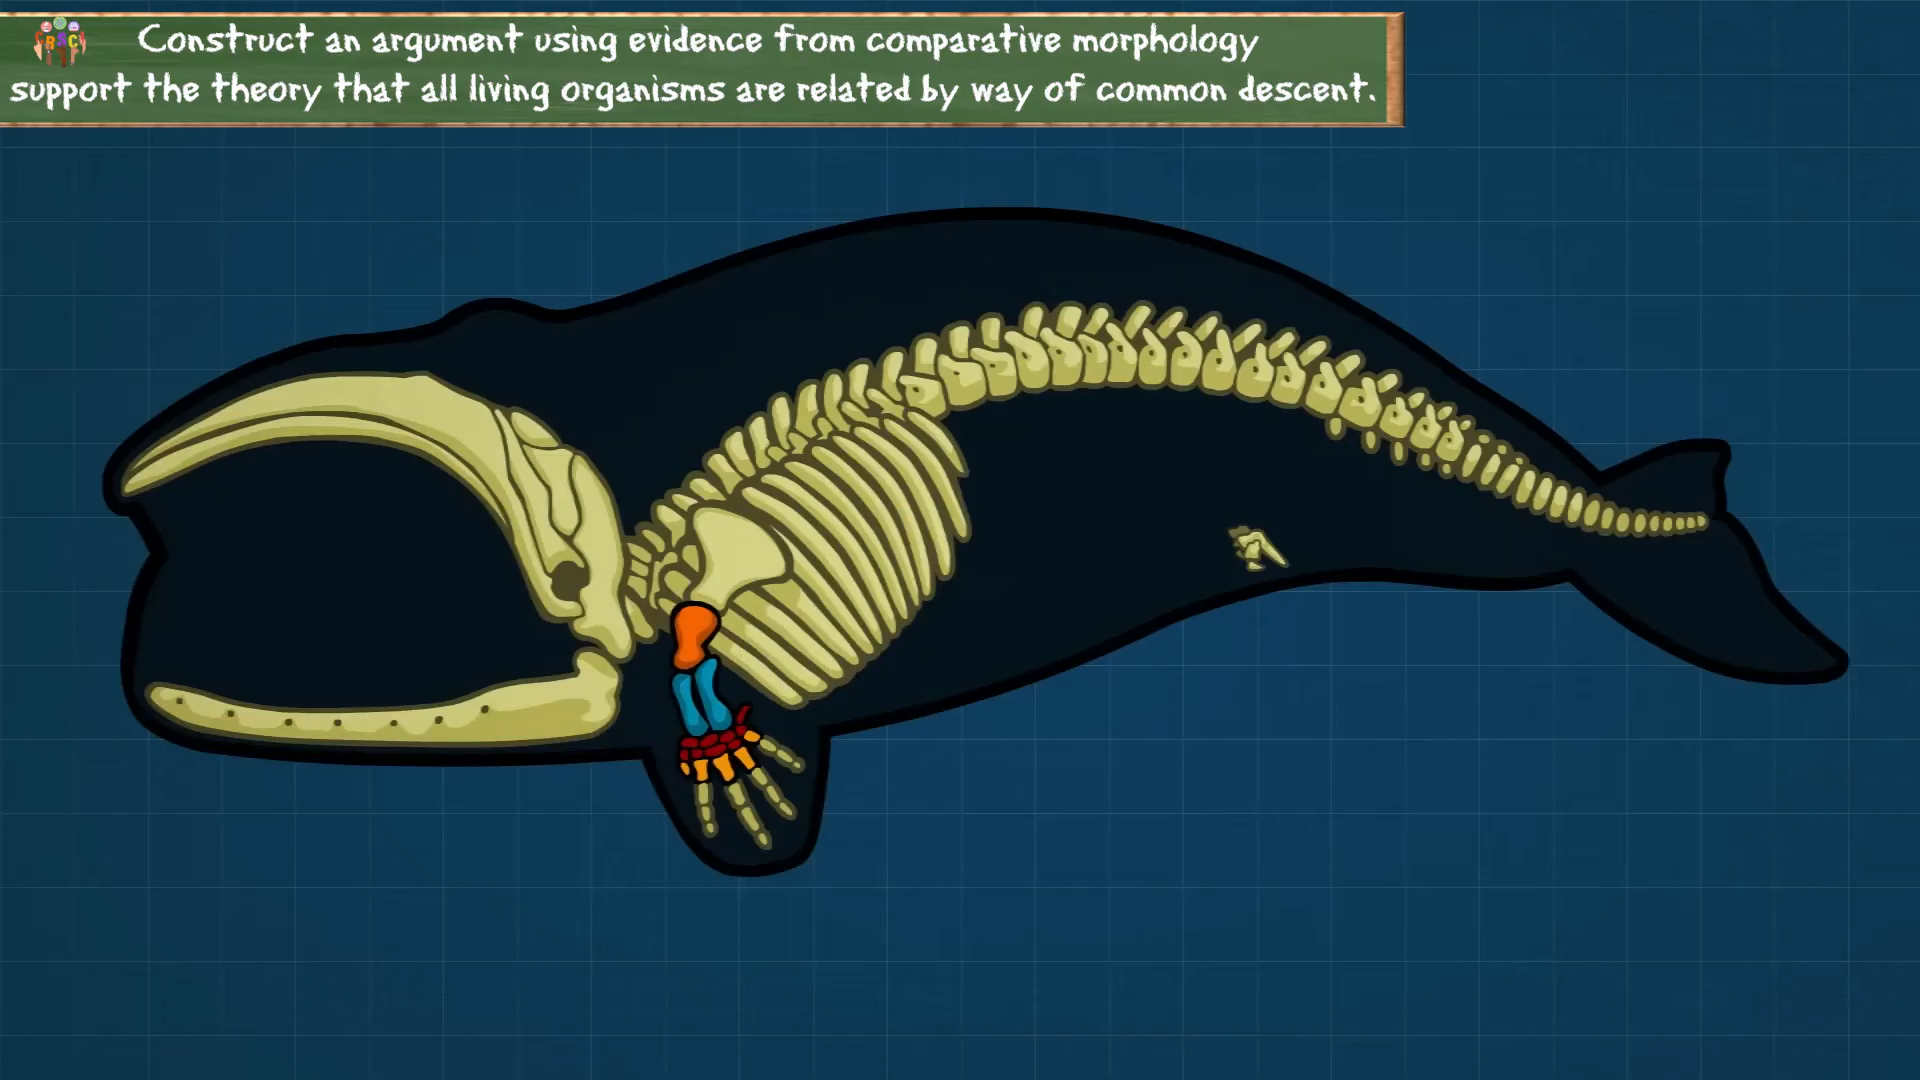 CRSCI
Construct an argument using evidence from comparative morphology
support the theory that all living organisms are related by way of common descent.